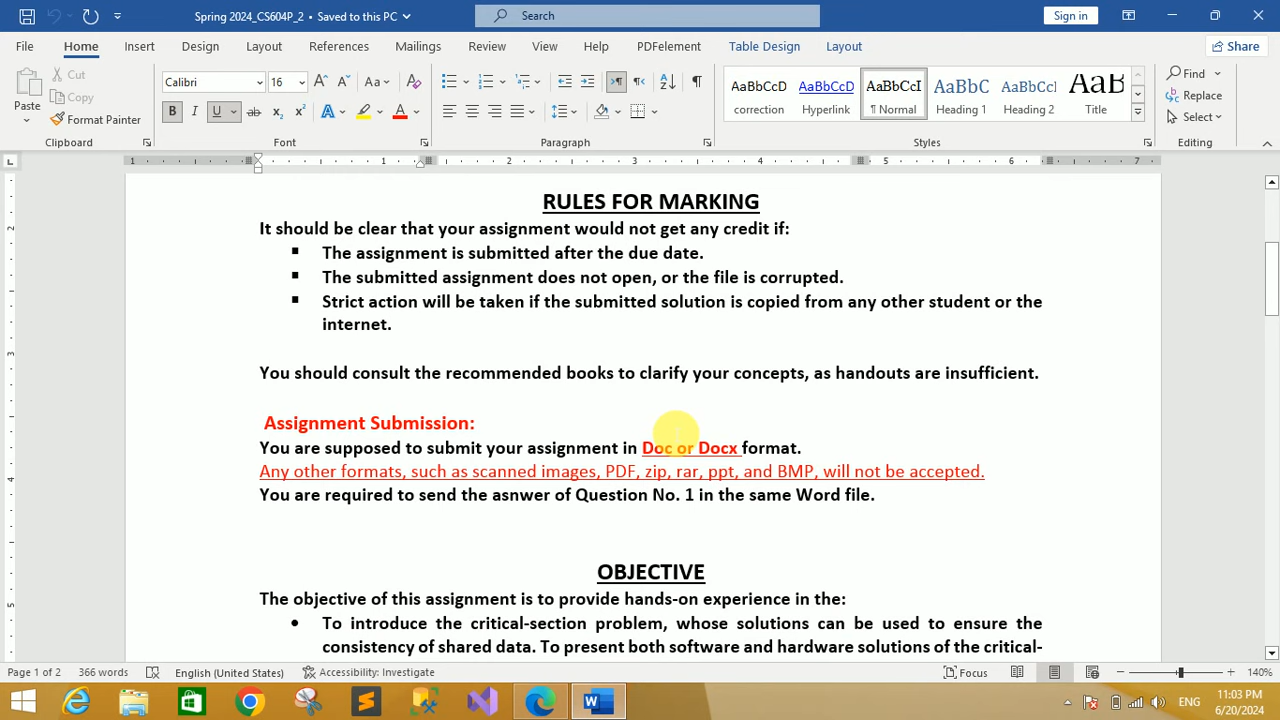 Spring 2024_CS604P_2 • Saved to this PC
Search
Sign in
File Home Insert Design Layout References Mailings Review View Help PDFelement Table Design Layout Share
Paste
Cut
Copy
Format Painter
Calibri 16
AaBbCcD correction
AaBbCcD Hyperlink
AaBbCcI ¶ Normal
AaBbC Heading 1
AaBbCcI Heading 2
AaB Title
Find
Replace
Select
Clipboard Font Paragraph Styles Editing
1 1 2 3 4 5 6 7
2
3
4
5
RULES FOR MARKING
It should be clear that your assignment would not get any credit if:
▪ The assignment is submitted after the due date.
▪ The submitted assignment does not open, or the file is corrupted.
▪ Strict action will be taken if the submitted solution is copied from any other student or the
internet.
You should consult the recommended books to clarify your concepts, as handouts are insufficient.
Assignment Submission:
You are supposed to submit your assignment in Doc or Docx format.
Any other formats, such as scanned images, PDF, zip, rar, ppt, and BMP, will not be accepted.
You are required to send the asnwer of Question No. 1 in the same Word file.
OBJECTIVE
The objective of this assignment is to provide hands-on experience in the:
• To introduce the critical-section problem, whose solutions can be used to ensure the
consistency of shared data. To present both software and hardware solutions of the critical-
Page 1 of 2 366 words English (United States) Accessibility: Investigate Focus 140%
ENG
11:03 PM
6/20/2024